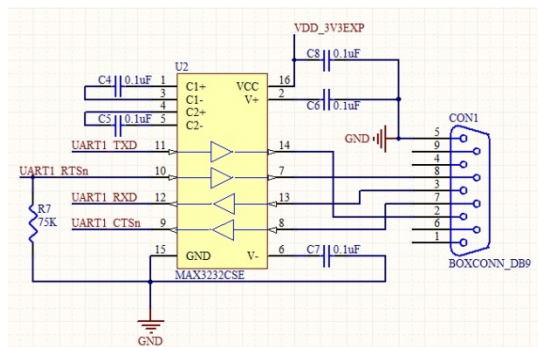 VDD_3V3EXP
C8 0.1uF
U2
C4 0.1uF 1 C1+ VCC 16
3 C1- V+ 2 C6 0.1uF
4 C2+
C5 0.1uF 5 C2-
CON1
GND 5
9
UART1_TXD 11 14 4
UART1_RTSn 10 7 8
3
UART1_RXD 12 13 7
R7 2
75K UART1_CTSn 9 8 6
15 GND V- 6 C7 0.1uF 1
MAX3232CSE BOXCONN_DB9
GND